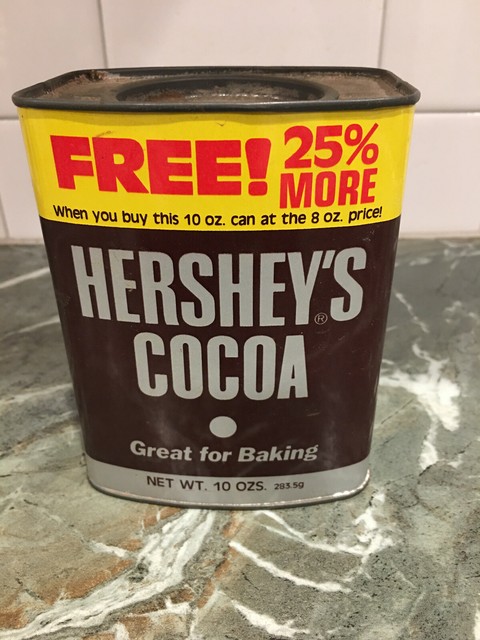 FREE! 25% MORE
When you buy this 10 oz. can at the 8 oz. price!
HERSHEY'S®
COCOA
Great for Baking
NET WT. 10 OZS. 283.5g